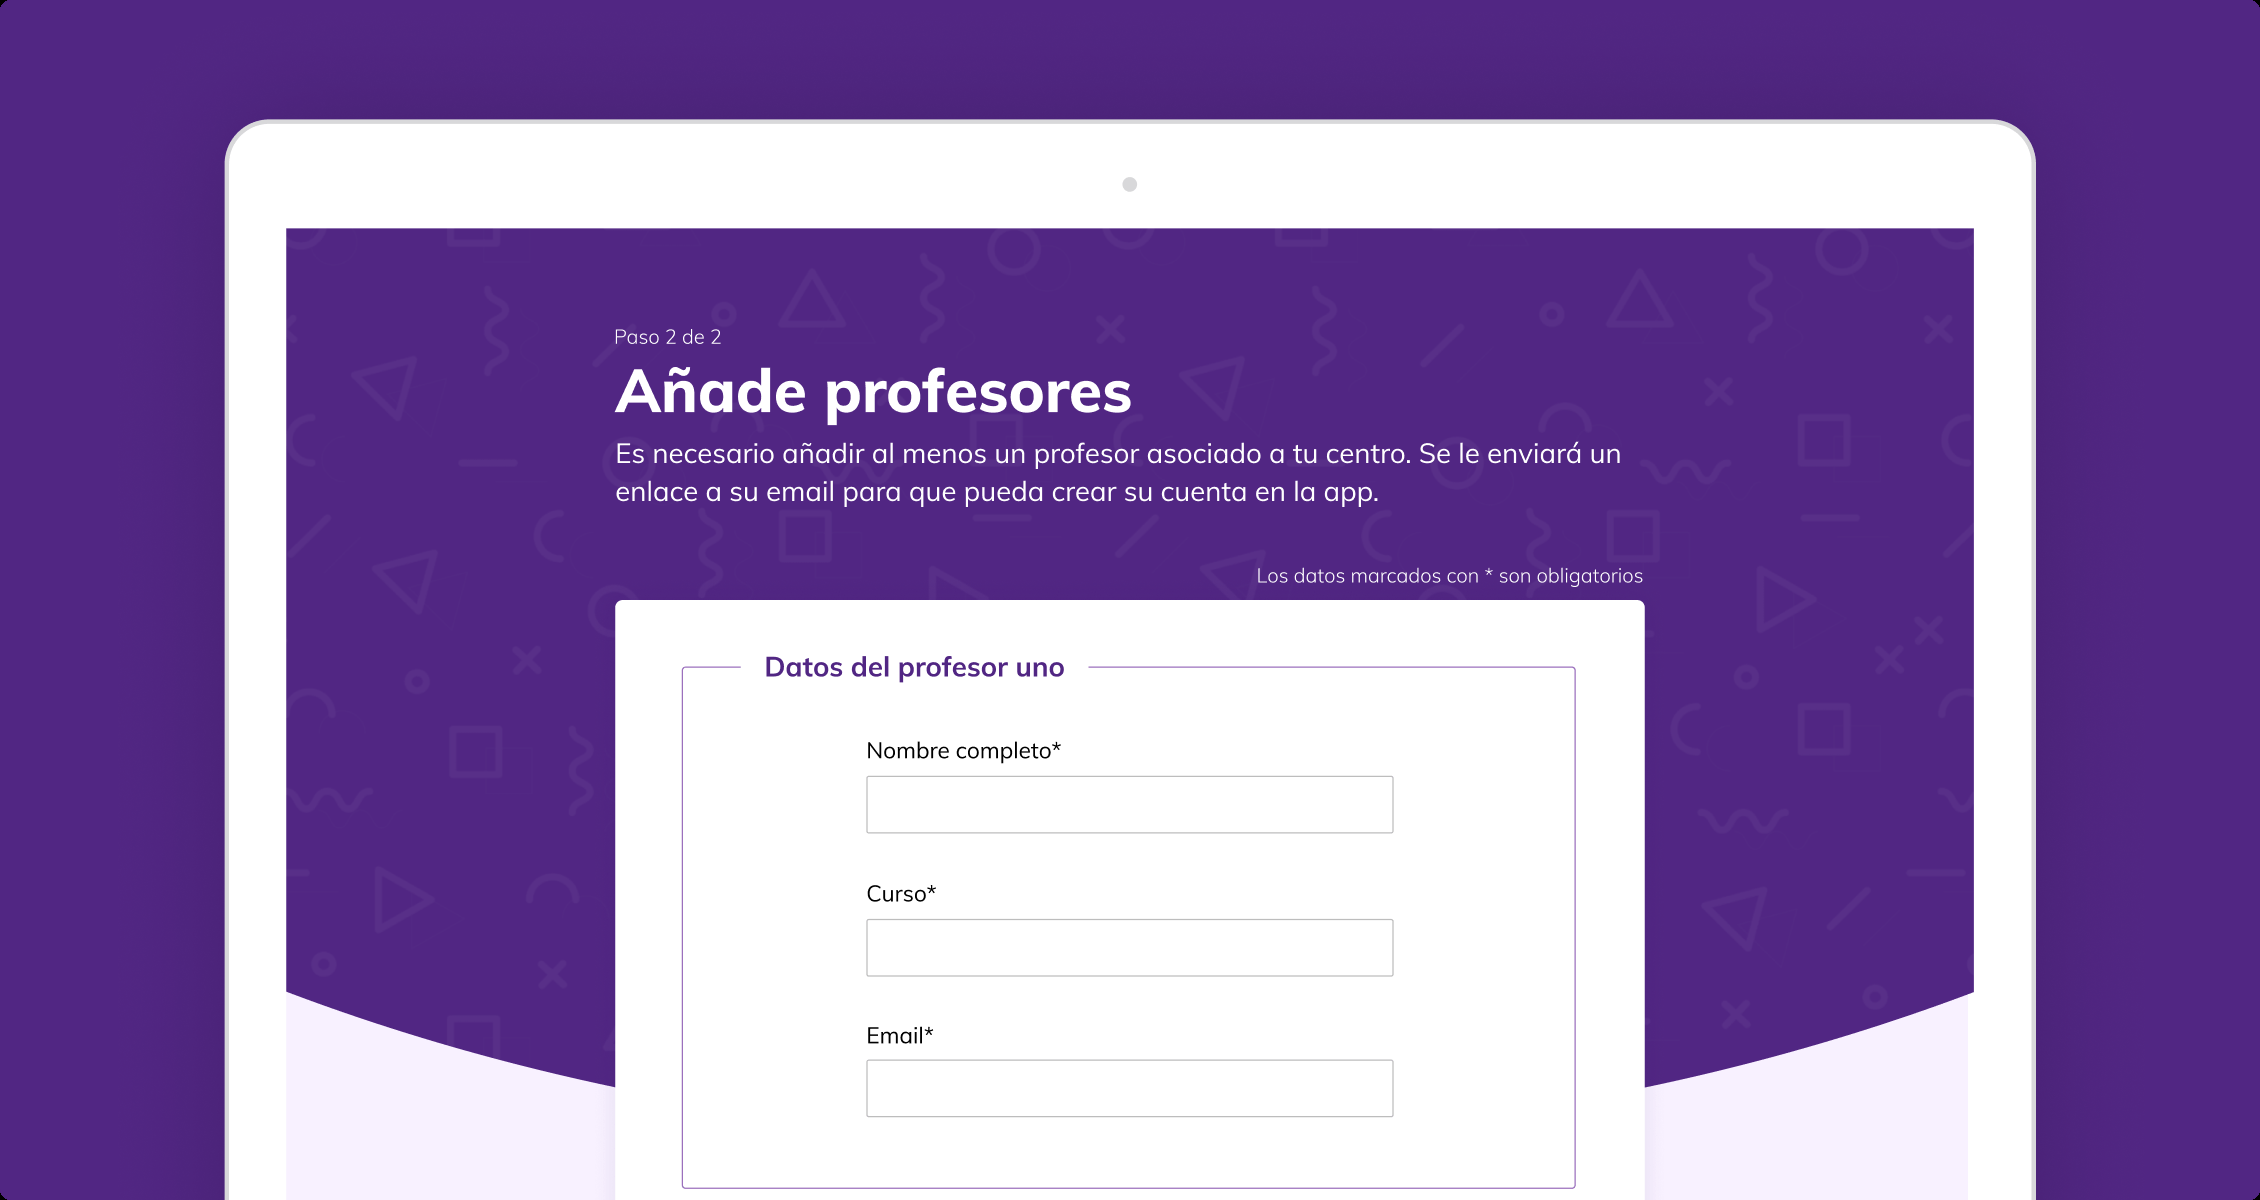 Paso 2 de 2
Añade profesores
Es necesario añadir al menos un profesor asociado a tu centro. Se le enviará un
enlace a su email para que pueda crear su cuenta en la app.
Los datos marcados con * son obligatorios
Datos del profesor uno
Nombre completo*
Curso*
Email*